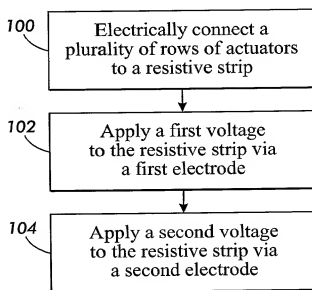 100
Electrically connect a
plurality of rows of actuators
to a resistive strip
102
Apply a first voltage
to the resistive strip via
a first electrode
104
Apply a second voltage
to the resistive strip via
a second electrode